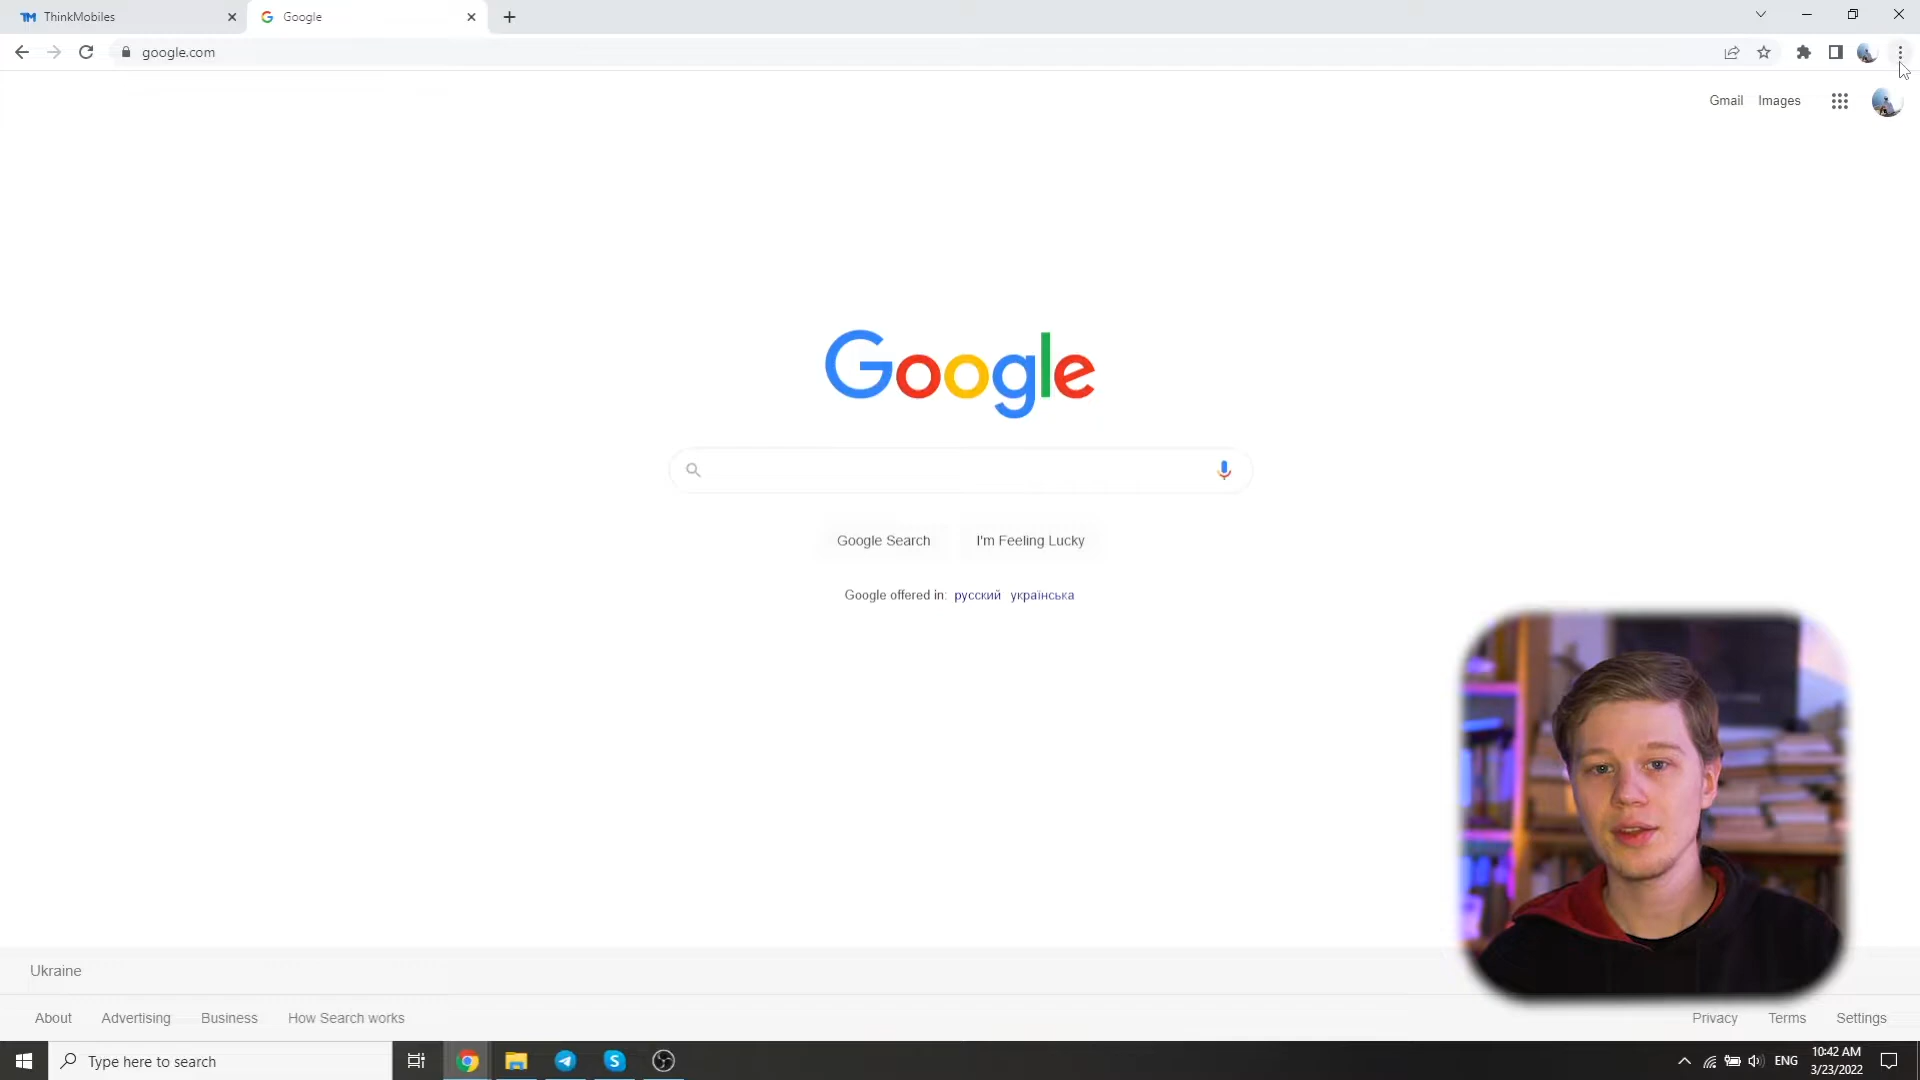 TM ThinkMobiles
G Google
google.com
Gmail Images
Google
Google Search I'm Feeling Lucky
Google offered in: русский українська
Ukraine
About Advertising Business How Search works
Privacy Terms Settings
Type here to search
ENG
10:42 AM
3/23/2022